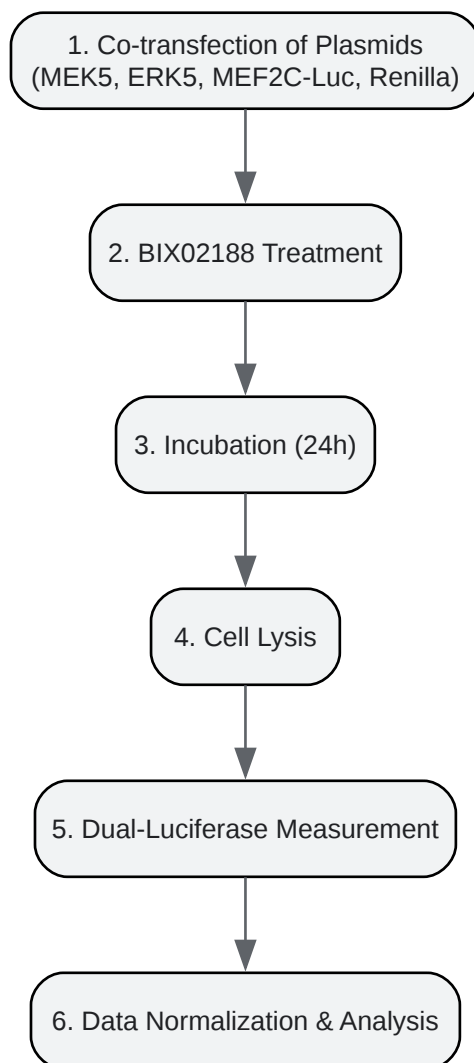 1. Co-transfection of Plasmids
(MEK5, ERK5, MEF2C-Luc, Renilla)
2. BIX02188 Treatment
3. Incubation (24h)
4. Cell Lysis
5. Dual-Luciferase Measurement
6. Data Normalization & Analysis